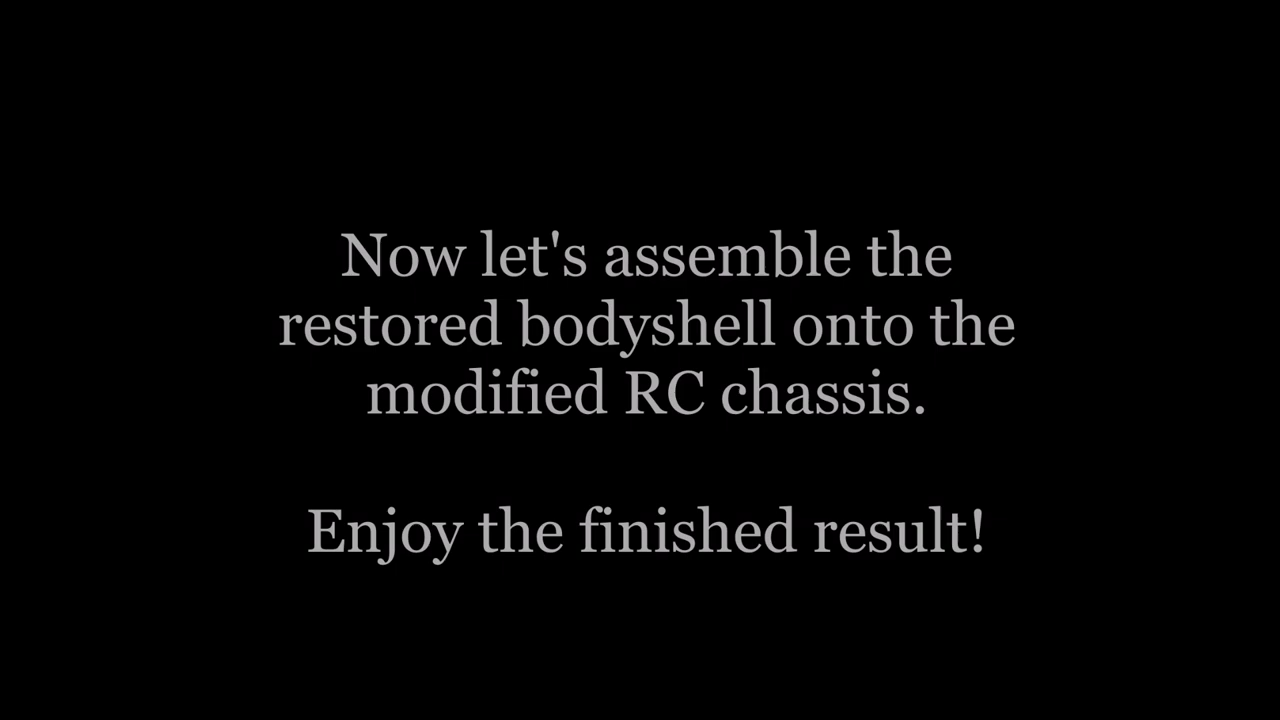 Now let's assemble the
restored bodyshell onto the
modified RC chassis.
Enjoy the finished result!